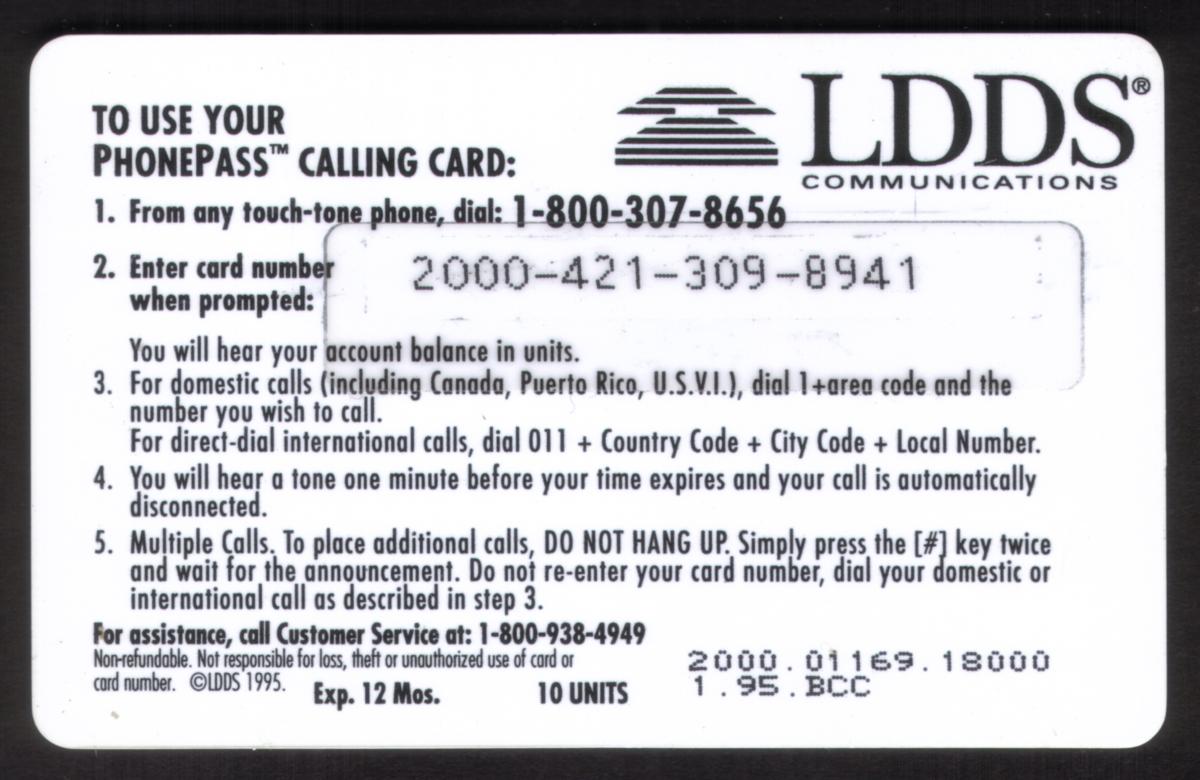 LDDS®
COMMUNICATIONS
TO USE YOUR
PHONEPASS™ CALLING CARD:
1. From any touch-tone phone, dial: 1-800-307-8656
2. Enter card number
when prompted:
2000-421-309-8941
You will hear your account balance in units.
3. For domestic calls (including Canada, Puerto Rico, U.S.V.I.), dial 1+area code and the
number you wish to call.
For direct-dial international calls, dial 011 + Country Code + City Code + Local Number.
4. You will hear a tone one minute before your time expires and your call is automatically
disconnected.
5. Multiple Calls. To place additional calls, DO NOT HANG UP. Simply press the [#] key twice
and wait for the announcement. Do not re-enter your card number, dial your domestic or
international call as described in step 3.
For assistance, call Customer Service at: 1-800-938-4949
Non-refundable. Not responsible for loss, theft or unauthorized use of card or
card number. ©LDDS 1995. Exp. 12 Mos. 10 UNITS
2000.01169.18000
1.95.BCC